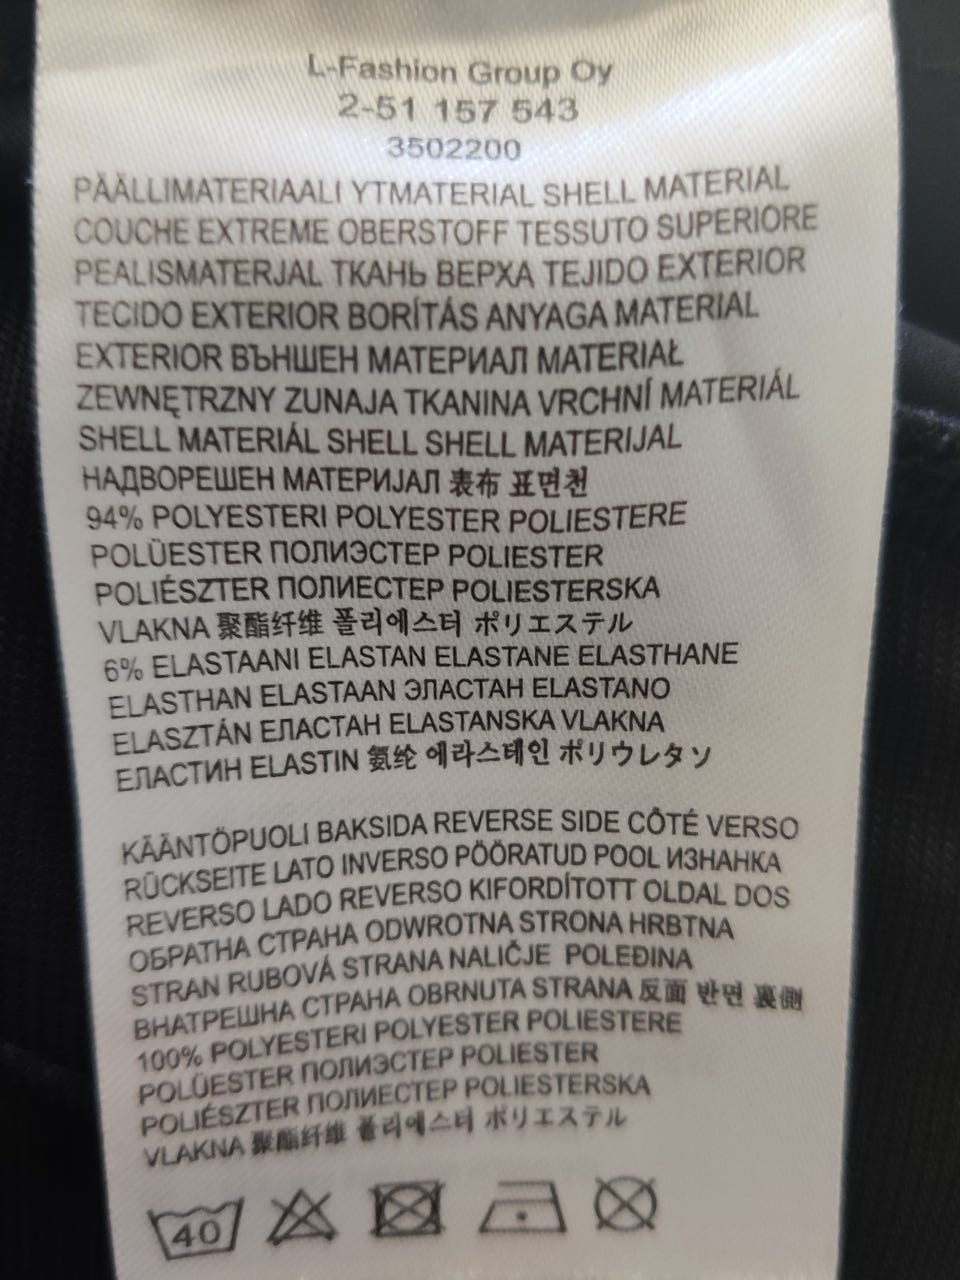 L-Fashion Group Oy
2-51 157 543
3502200
PÄÄLLIMATERIAALI YTMATERIAL SHELL MATERIAL
COUCHE EXTREME OBERSTOFF TESSUTO SUPERIORE
PEALISMATERJAL ТКАНЬ ВЕРХА TEJIDO EXTERIOR
TECIDO EXTERIOR BORÍTÁS ANYAGA MATERIAL
EXTERIOR ВЪНШЕН МАТЕРИАЛ MATERIAŁ
ZEWNĘTRZNY ZUNAJA TKANINA VRCHNÍ MATERIÁL
SHELL MATERIÁL SHELL SHELL MATERIJAL
НАДВОРЕШЕН МАТЕРИЈАЛ 表布 표면천
94% POLYESTERI POLYESTER POLIESTERE
POLÜESTER ПОЛИЭСТЕР POLIESTER
POLIÉSZTER ПОЛИЕСТЕР POLIESTERSKA
VLAKNA 聚酯纤维 폴리에스터 ポリエステル
6% ELASTAANI ELASTAN ELASTANE ELASTHANE
ELASTHAN ELASTAAN ЭЛАСТАН ELASTANO
ELASZTÁN ЕЛАСТАН ELASTANSKA VLAKNA
ЕЛАСТИН ELASTIN 氨纶 에라스테인 ポリウレタソ
KÄÄNTÖPUOLI BAKSIDA REVERSE SIDE CÔTÉ VERSO
RÜCKSEITE LATO INVERSO PÖÖRATUD POOL ИЗНАНКА
REVERSO LADO REVERSO KIFORDÍTOTT OLDAL DOS
ОБРАТНА СТРАНА ODWROTNA STRONA HRBTNA
STRAN RUBOVÁ STRANA NALIČJE POLEĐINA
ВНАТРЕШНА СТРАНА OBRNUTA STRANA 反面 반면 裏側
100% POLYESTERI POLYESTER POLIESTERE
POLÜESTER ПОЛИЭСТЕР POLIESTER
POLIÉSZTER ПОЛИЕСТЕР POLIESTERSKA
VLAKNA 聚酯纤维 폴리에스터 ポリエステル
40